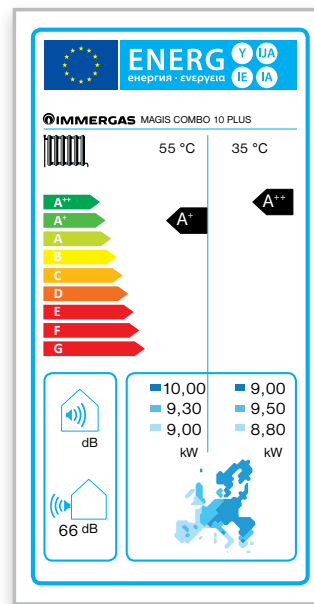 ENERG Y IJA
енергия · ενεργεια IE IA
IMMERGAS MAGIS COMBO 10 PLUS
55 °C 35 °C
A++
A+
A
B
C
D
E
F
G
A+
A++
10,00 9,00
9,30 9,50
9,00 8,80
kW kW
dB
66 dB